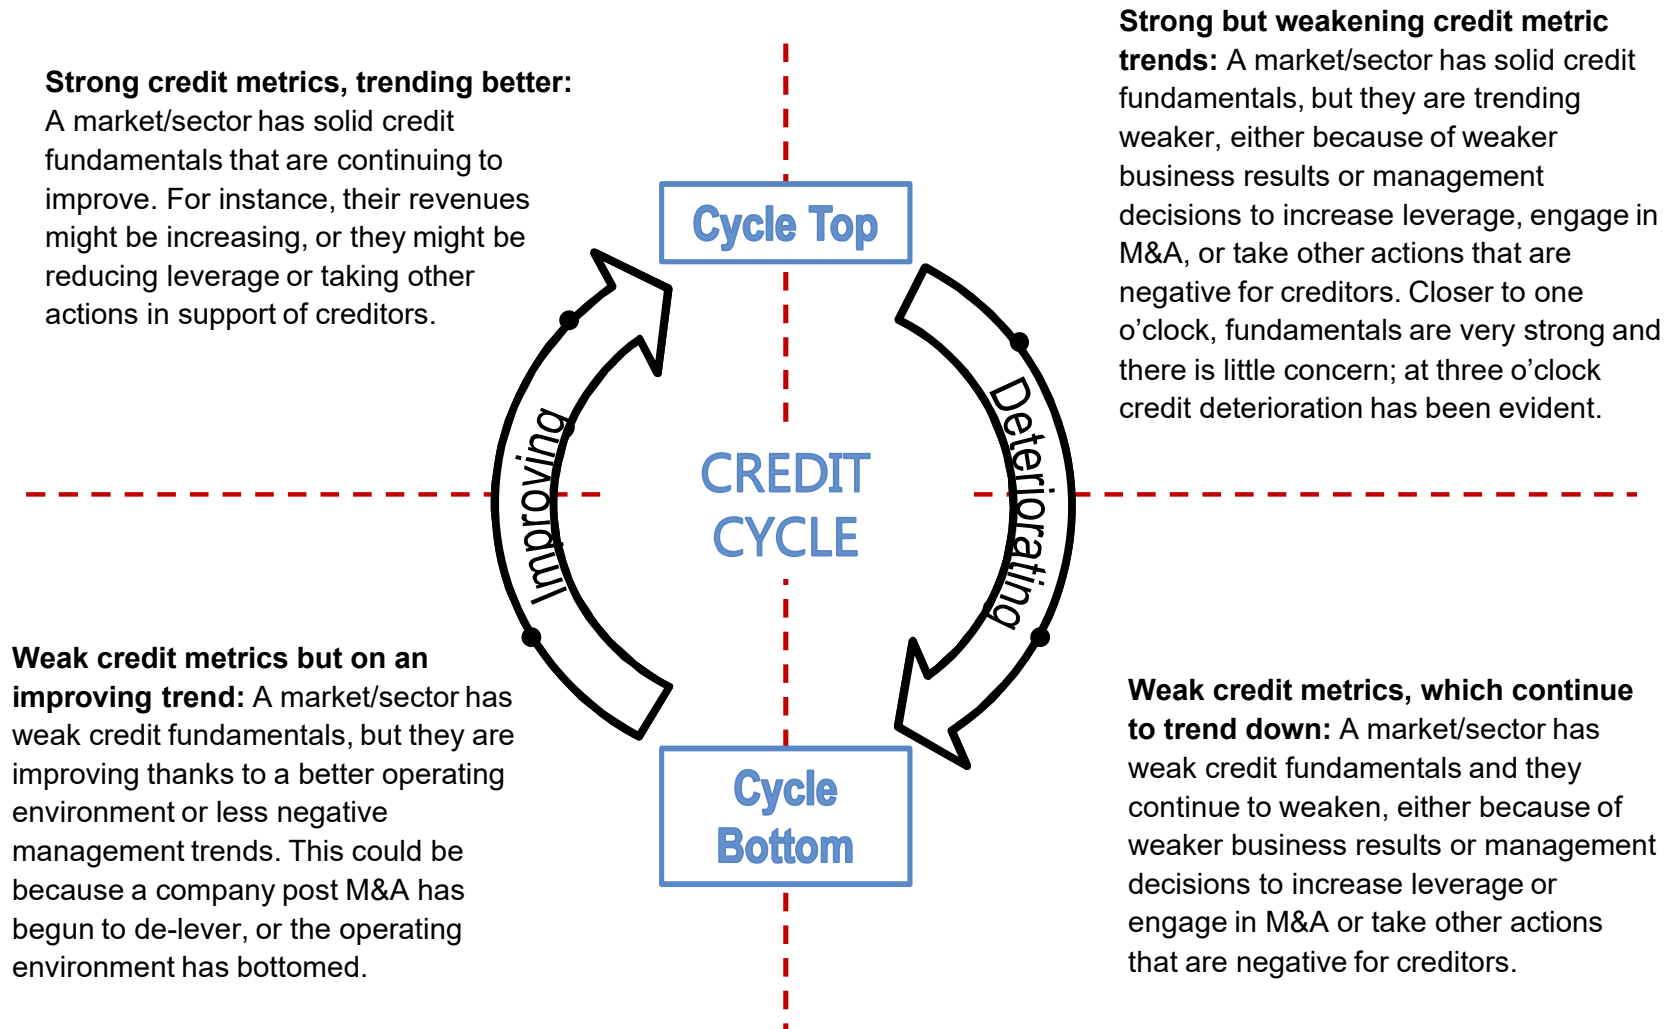 Strong credit metrics, trending better:
A market/sector has solid credit
fundamentals that are continuing to
improve. For instance, their revenues
might be increasing, or they might be
reducing leverage or taking other
actions in support of creditors.
Strong but weakening credit metric
trends: A market/sector has solid credit
fundamentals, but they are trending
weaker, either because of weaker
business results or management
decisions to increase leverage, engage in
M&A, or take other actions that are
negative for creditors. Closer to one
o’clock, fundamentals are very strong and
there is little concern; at three o’clock
credit deterioration has been evident.
Cycle Top
Improving
CREDIT
CYCLE
Deteriorating
Cycle
Bottom
Weak credit metrics but on an
improving trend: A market/sector has
weak credit fundamentals, but they are
improving thanks to a better operating
environment or less negative
management trends. This could be
because a company post M&A has
begun to de-lever, or the operating
environment has bottomed.
Weak credit metrics, which continue
to trend down: A market/sector has
weak credit fundamentals and they
continue to weaken, either because of
weaker business results or management
decisions to increase leverage or
engage in M&A or take other actions
that are negative for creditors.